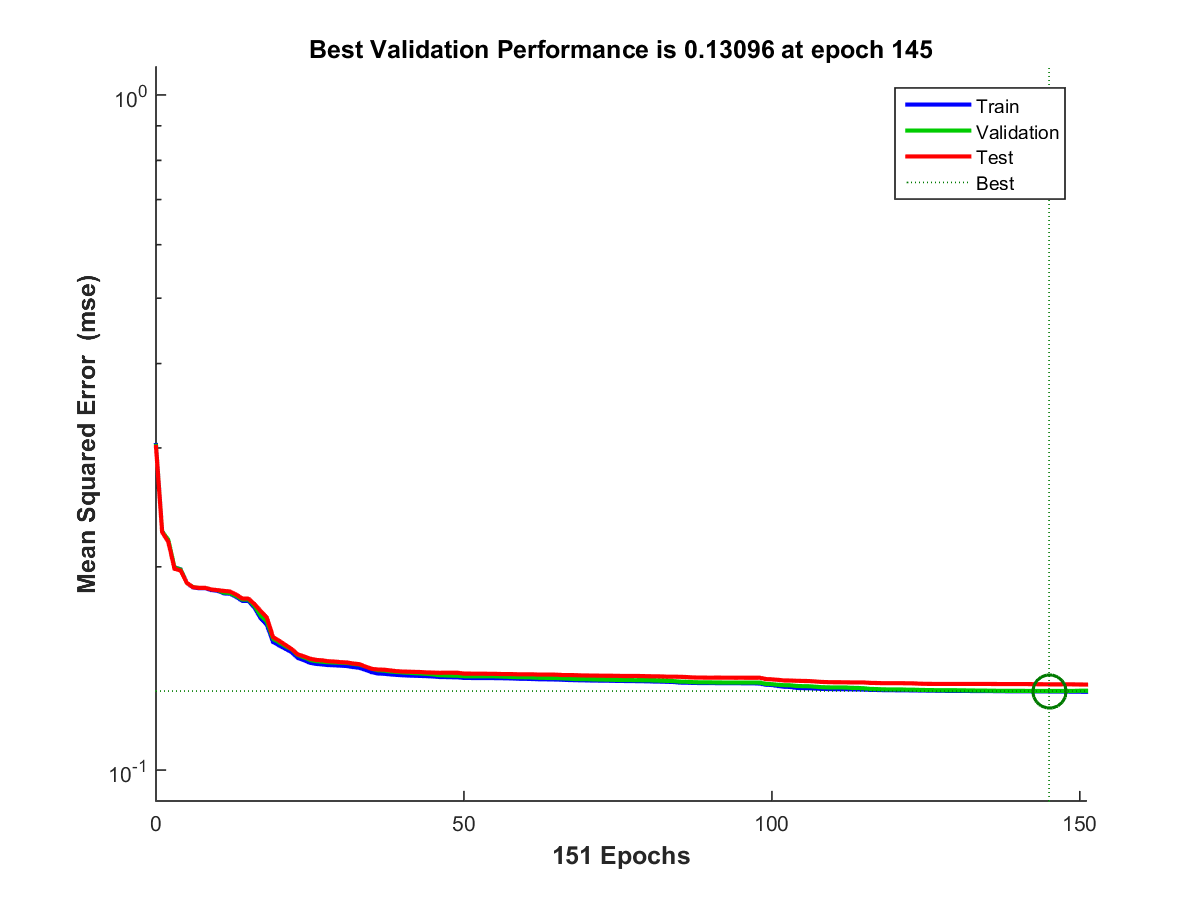 Best Validation Performance is 0.13096 at epoch 145
10^0
Train
Validation
Test
Best
Mean Squared Error (mse)
10^-1
0 50 100 150
151 Epochs